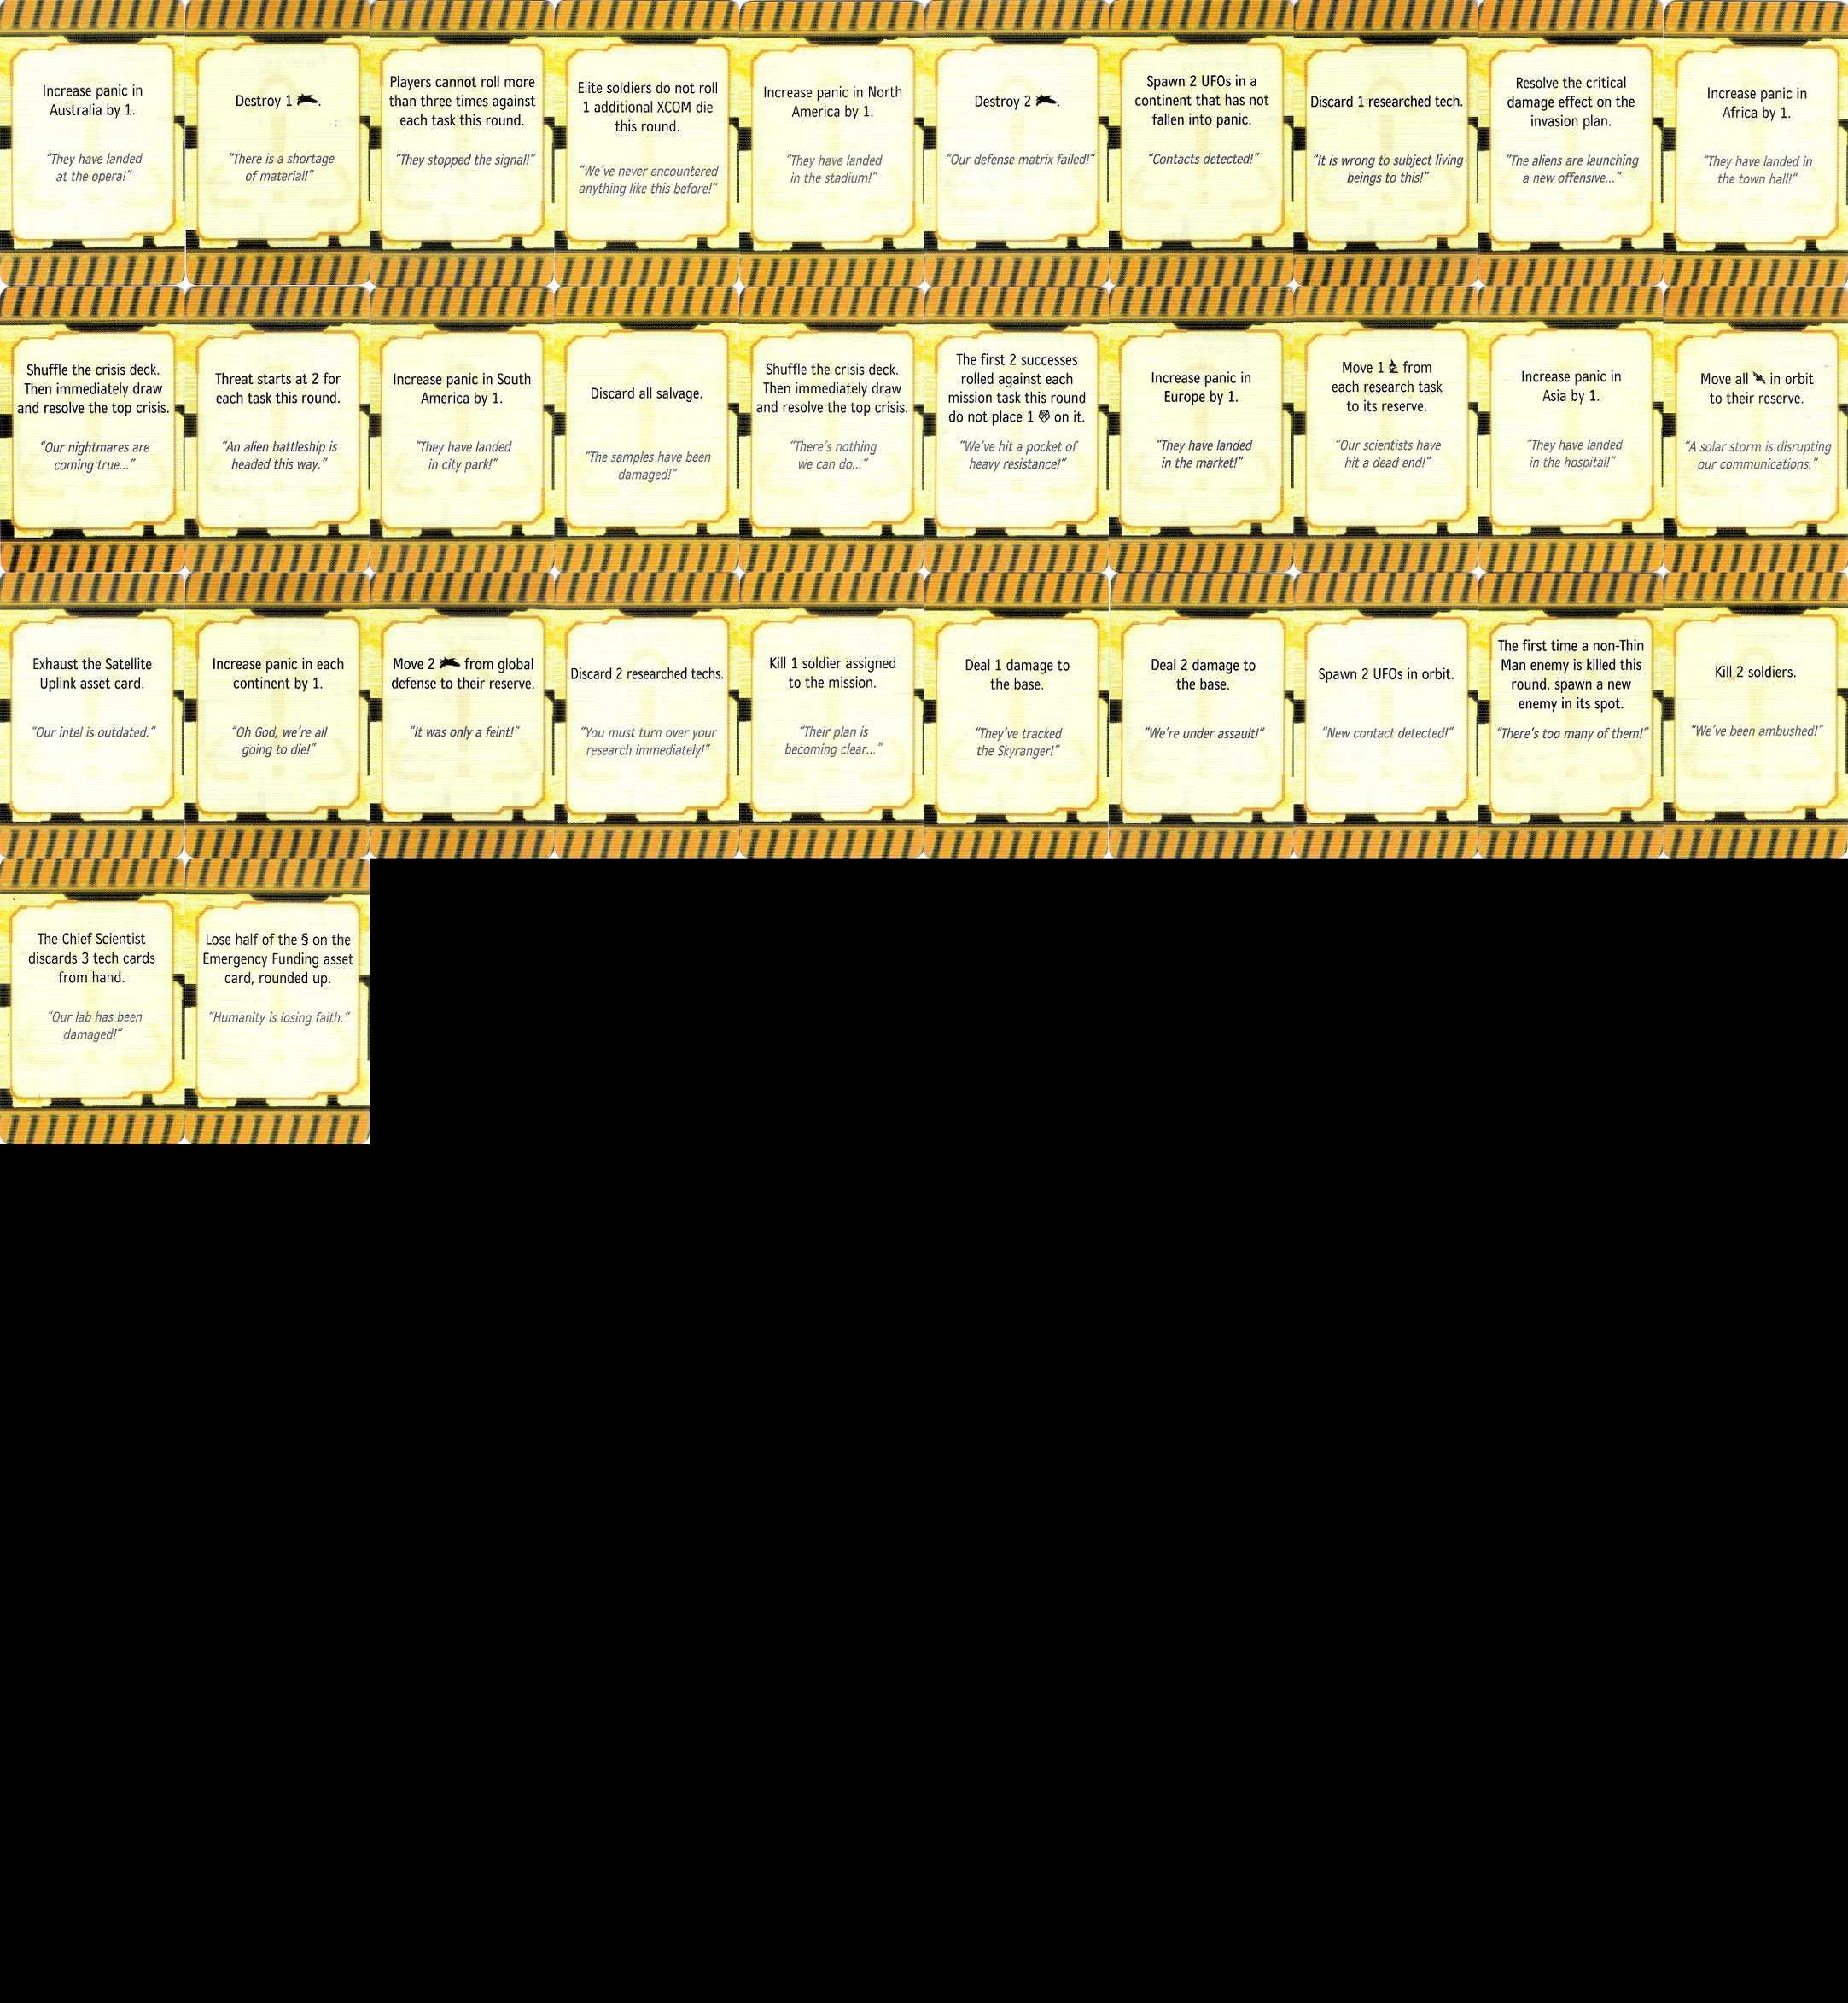 Increase panic in
Australia by 1.
“They have landed
at the opera!”
Destroy 1 .
“There is a shortage
of material!”
Players cannot roll more
than three times against
each task this round.
“They stopped the signal!”
Elite soldiers do not roll
1 additional XCOM die
this round.
“We’ve never encountered
anything like this before!”
Increase panic in North
America by 1.
“They have landed
in the stadium!”
Destroy 2 .
“Our defense matrix failed!”
Spawn 2 UFOs in a
continent that has not
fallen into panic.
“Contacts detected!”
Discard 1 researched tech.
“It is wrong to subject living
beings to this!”
Resolve the critical
damage effect on the
invasion plan.
“The aliens are launching
a new offensive...”
Increase panic in
Africa by 1.
“They have landed in
the town hall!”
Shuffle the crisis deck.
Then immediately draw
and resolve the top crisis.
“Our nightmares are
coming true...”
Threat starts at 2 for
each task this round.
“An alien battleship is
headed this way.”
Increase panic in South
America by 1.
“They have landed
in city park!”
Discard all salvage.
“The samples have been
damaged!”
Shuffle the crisis deck.
Then immediately draw
and resolve the top crisis.
“There’s nothing
we can do...”
The first 2 successes
rolled against each
mission task this round
do not place 1 on it.
“We’ve hit a pocket of
heavy resistance!”
Increase panic in
Europe by 1.
“They have landed
in the market!”
Move 1 from
each research task
to its reserve.
“Our scientists have
hit a dead end!”
Increase panic in
Asia by 1.
“They have landed
in the hospital!”
Move all in orbit
to their reserve.
“A solar storm is disrupting
our communications.”
Exhaust the Satellite
Uplink asset card.
“Our intel is outdated.”
Increase panic in each
continent by 1.
“Oh God, we’re all
going to die!”
Move 2 from global
defense to their reserve.
“It was only a feint!”
Discard 2 researched techs.
“You must turn over your
research immediately!”
Kill 1 soldier assigned
to the mission.
“Their plan is
becoming clear...”
Deal 1 damage to
the base.
“They’ve tracked
the Skyranger!”
Deal 2 damage to
the base.
“We’re under assault!”
Spawn 2 UFOs in orbit.
“New contact detected!”
The first time a non-Thin
Man enemy is killed this
round, spawn a new
enemy in its spot.
“There’s too many of them!”
Kill 2 soldiers.
“We’ve been ambushed!”
The Chief Scientist
discards 3 tech cards
from hand.
“Our lab has been
damaged!”
Lose half of the § on the
Emergency Funding asset
card, rounded up.
“Humanity is losing faith.”